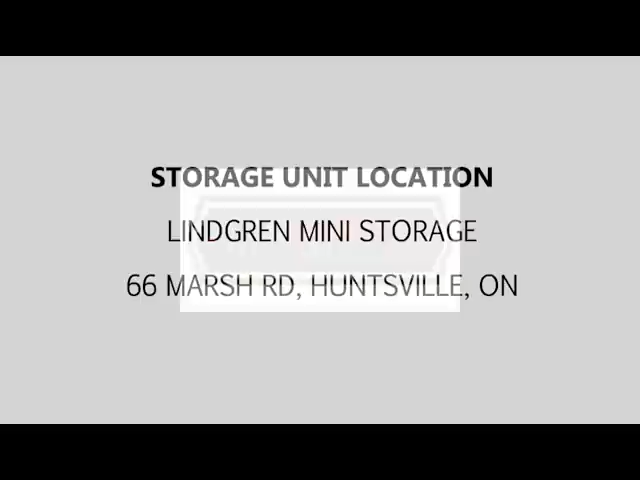 STORAGE UNIT LOCATION
LINDGREN MINI STORAGE
66 MARSH RD, HUNTSVILLE, ON